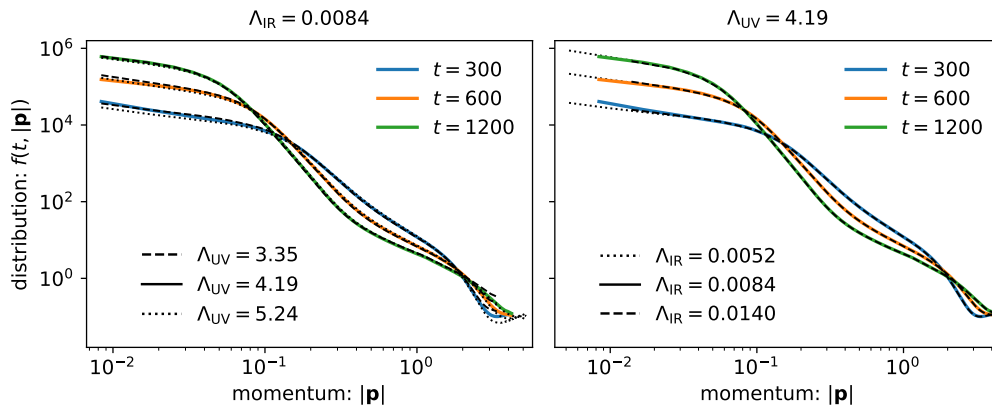 Λ_IR = 0.0084
Λ_UV = 4.19
distribution: f(t, |p|)
10^6
10^4
10^2
10^0
t = 300
t = 600
t = 1200
Λ_UV = 3.35
Λ_UV = 4.19
Λ_UV = 5.24
10^−2
10^−1
10^0
momentum: |p|
t = 300
t = 600
t = 1200
Λ_IR = 0.0052
Λ_IR = 0.0084
Λ_IR = 0.0140
10^−2
10^−1
10^0
momentum: |p|